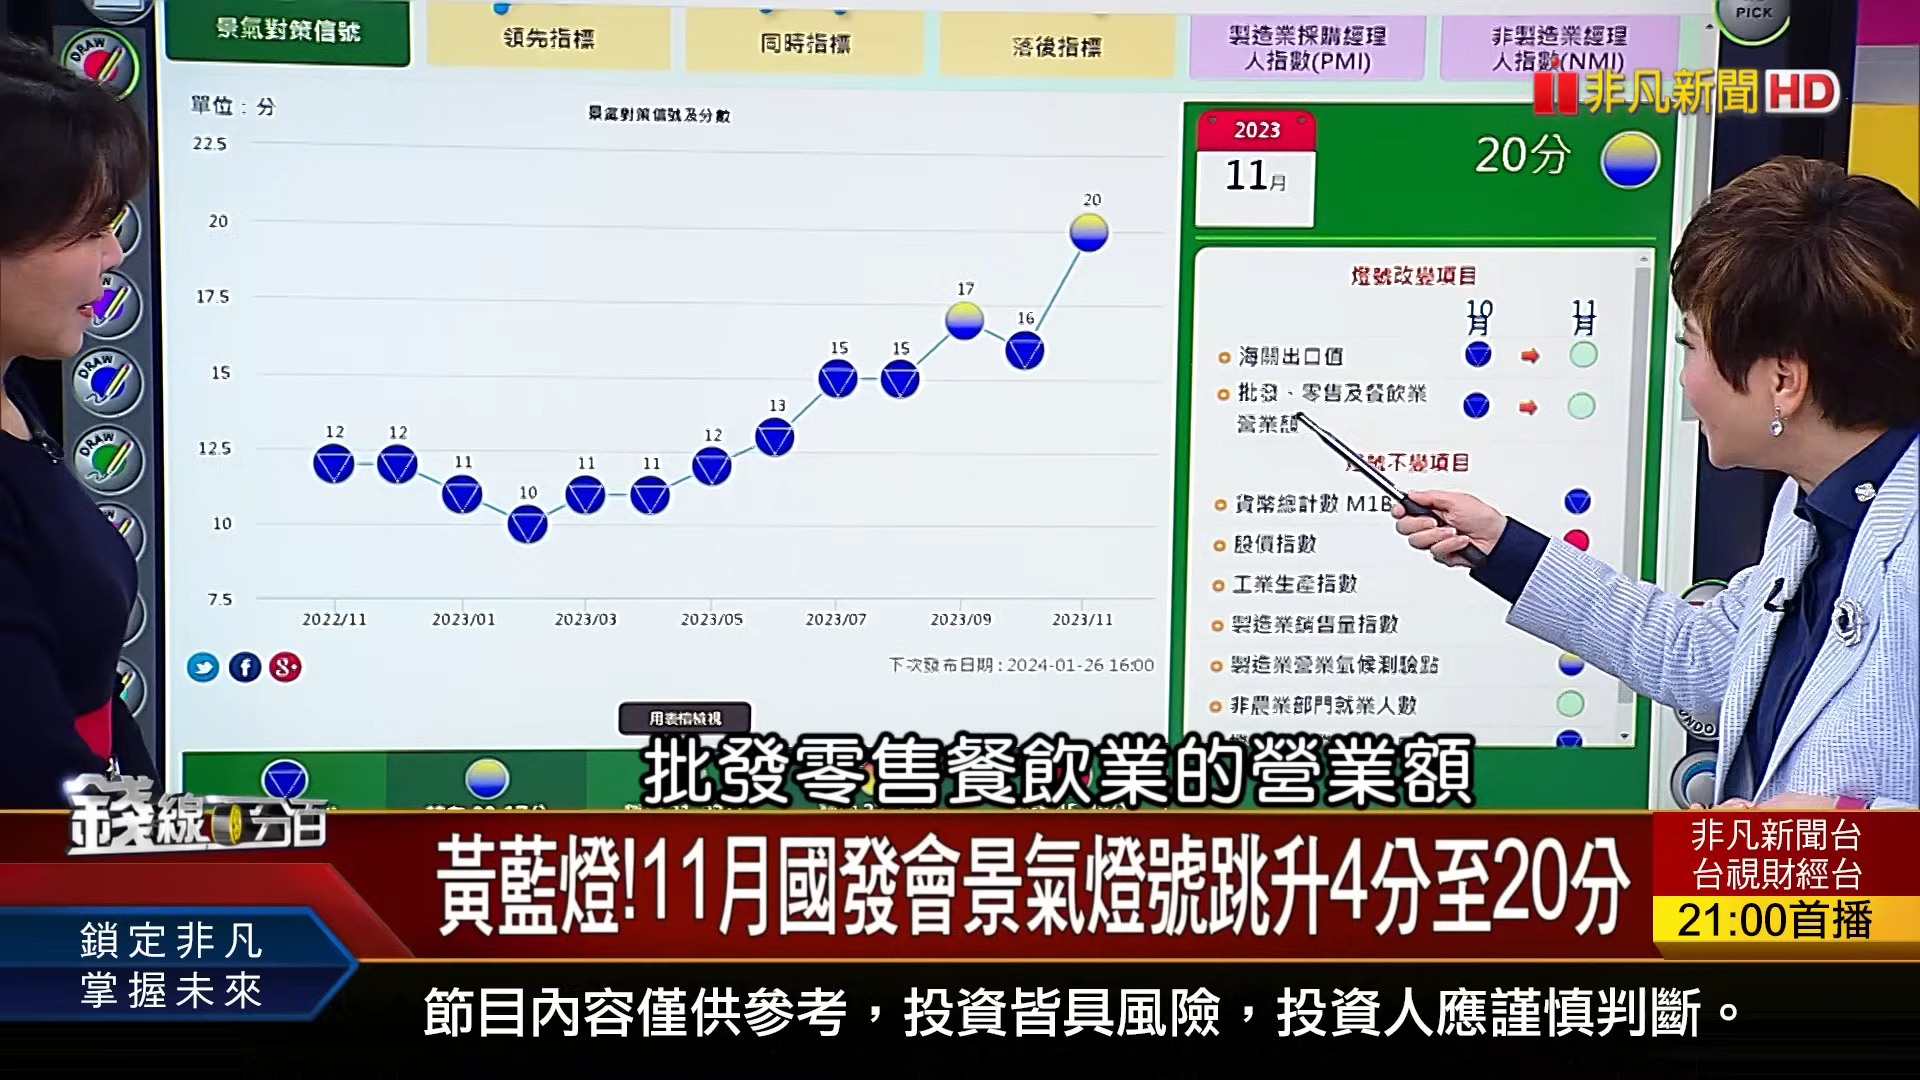 景氣對策信號
領先指標
同時指標
落後指標
製造業採購經理
人指數(PMI)
非製造業經理
人指數(NMI)
PICK
DRAW
非凡新聞HD
單位：分
景氣對策信號及分數
22.5
20
17.5
15
12.5
10
7.5
12
12
11
10
11
11
12
13
15
15
17
16
20
2022/11
2023/01
2023/03
2023/05
2023/07
2023/09
2023/11
下次發布日期：2024-01-26 16:00
用表格檢視
2023
11月
20分
燈號改變項目
10月
11月
海關出口值
批發、零售及餐飲業
營業額
燈號不變項目
貨幣總計數 M1B
股價指數
工業生產指數
製造業銷售量指數
製造業營業氣候測驗點
非農業部門就業人數
DRAW
DRAW
批發零售餐飲業的營業額
錢線百分百
黃藍燈!11月國發會景氣燈號跳升4分至20分
非凡新聞台
台視財經台
21:00首播
鎖定非凡
掌握未來
節目內容僅供參考，投資皆具風險，投資人應謹慎判斷。